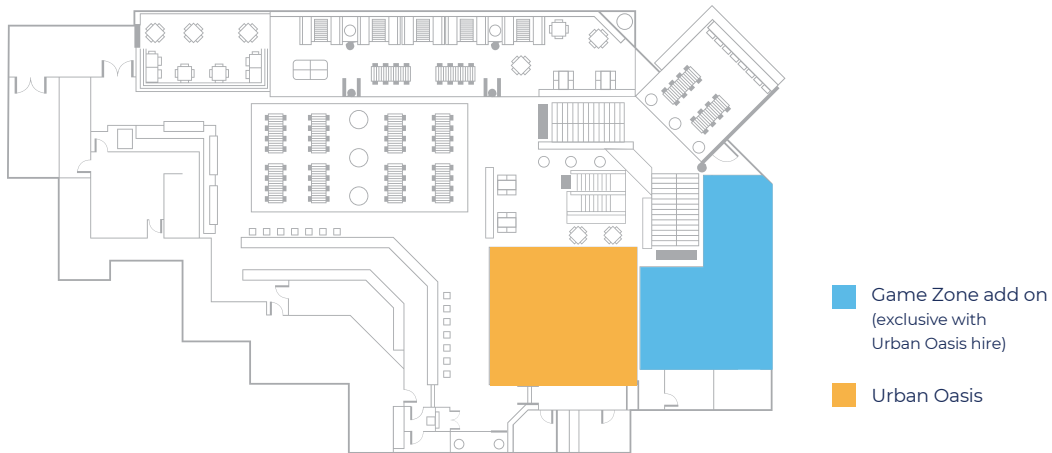 Game Zone add on
(exclusive with
Urban Oasis hire)
Urban Oasis